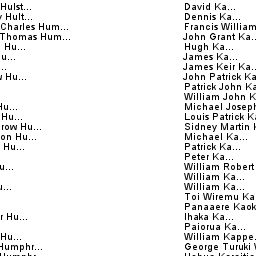 Hulst... David Ka...
Hult... Dennis Ka...
Charles Hum... Francis William
Thomas Hum... John Grant Ka...
Hu... Hugh Ka...
u... James Ka...
... James Keir Ka...
Hu... John Patrick Ka
Patrick John Ka
William John K
Hu... Michael Joseph
Hu... Louis Patrick Ka
row Hu... Sidney Martin K
on Hu... Michael Ka...
Hu... Patrick Ka...
Peter Ka...
u... William Robert
William Ka...
u... William Ka...
Toi Wiremu Ka
Panaaere Kaok
r Hu... Ihaka Ka...
Paiorua Ka...
Hu... William Kappe...
Humphr... George Turuki W